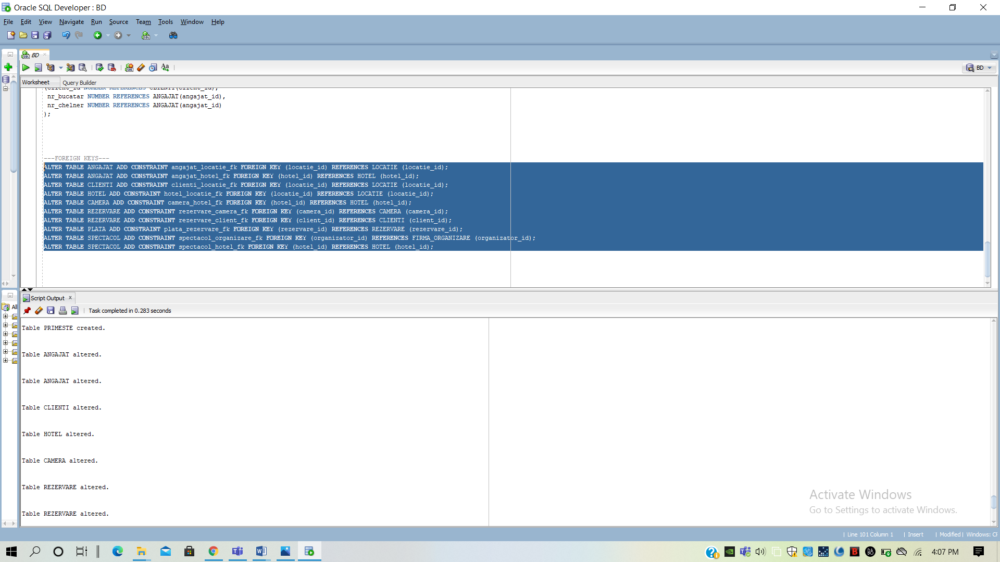 Oracle SQL Developer : BD
File Edit View Navigate Run Source Team Tools Window Help
BD
BD
Worksheet Query Builder
(client_id NUMBER REFERENCES CLIENTI(client_id),
nr_bucatar NUMBER REFERENCES ANGAJAT(angajat_id),
nr_chelner NUMBER REFERENCES ANGAJAT(angajat_id)
);
---FOREIGN KEYS---
ALTER TABLE ANGAJAT ADD CONSTRAINT angajat_locatie_fk FOREIGN KEY (locatie_id) REFERENCES LOCATIE (locatie_id);
ALTER TABLE ANGAJAT ADD CONSTRAINT angajat_hotel_fk FOREIGN KEY (hotel_id) REFERENCES HOTEL (hotel_id);
ALTER TABLE CLIENTI ADD CONSTRAINT clienti_locatie_fk FOREIGN KEY (locatie_id) REFERENCES LOCATIE (locatie_id);
ALTER TABLE HOTEL ADD CONSTRAINT hotel_locatie_fk FOREIGN KEY (locatie_id) REFERENCES LOCATIE (locatie_id);
ALTER TABLE CAMERA ADD CONSTRAINT camera_hotel_fk FOREIGN KEY (hotel_id) REFERENCES HOTEL (hotel_id);
ALTER TABLE REZERVARE ADD CONSTRAINT rezervare_camera_fk FOREIGN KEY (camera_id) REFERENCES CAMERA (camera_id);
ALTER TABLE REZERVARE ADD CONSTRAINT rezervare_client_fk FOREIGN KEY (client_id) REFERENCES CLIENTI (client_id);
ALTER TABLE PLATA ADD CONSTRAINT plata_rezervare_fk FOREIGN KEY (rezervare_id) REFERENCES REZERVARE (rezervare_id);
ALTER TABLE SPECTACOL ADD CONSTRAINT spectacol_organizare_fk FOREIGN KEY (organizator_id) REFERENCES FIRMA_ORGANIZARE (organizator_id);
ALTER TABLE SPECTACOL ADD CONSTRAINT spectacol_hotel_fk FOREIGN KEY (hotel_id) REFERENCES HOTEL (hotel_id);
Script Output x
All
Task completed in 0.283 seconds
Table PRIMESTE created.
Table ANGAJAT altered.
Table ANGAJAT altered.
Table CLIENTI altered.
Table HOTEL altered.
Table CAMERA altered.
Table REZERVARE altered.
Table REZERVARE altered.
Activate Windows
Go to Settings to activate Windows.
Line 101 Column 1 | Insert | Modified | Windows: CF
4:07 PM